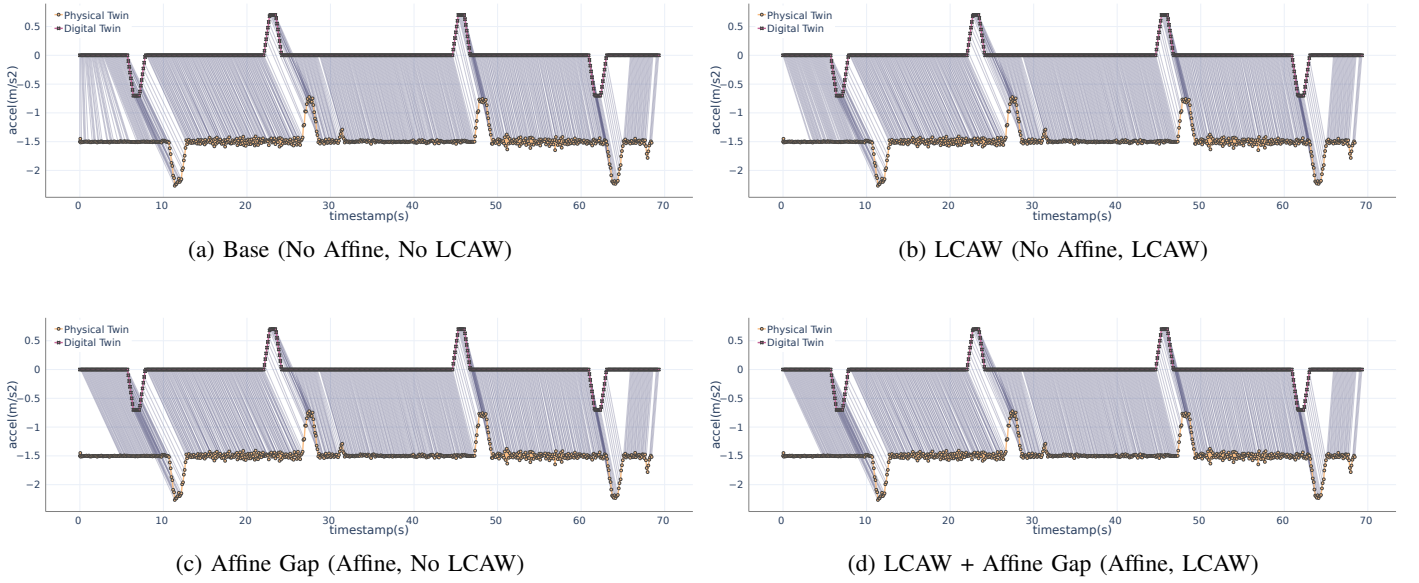 Physical Twin
Digital Twin
0.5
0
−0.5
−1
−1.5
−2
accel(m/s2)
0 10 20 30 40 50 60 70
timestamp(s)
(a) Base (No Affine, No LCAW)
Physical Twin
Digital Twin
0.5
0
−0.5
−1
−1.5
−2
accel(m/s2)
0 10 20 30 40 50 60 70
timestamp(s)
(b) LCAW (No Affine, LCAW)
Physical Twin
Digital Twin
0.5
0
−0.5
−1
−1.5
−2
accel(m/s2)
0 10 20 30 40 50 60 70
timestamp(s)
(c) Affine Gap (Affine, No LCAW)
Physical Twin
Digital Twin
0.5
0
−0.5
−1
−1.5
−2
accel(m/s2)
0 10 20 30 40 50 60 70
timestamp(s)
(d) LCAW + Affine Gap (Affine, LCAW)